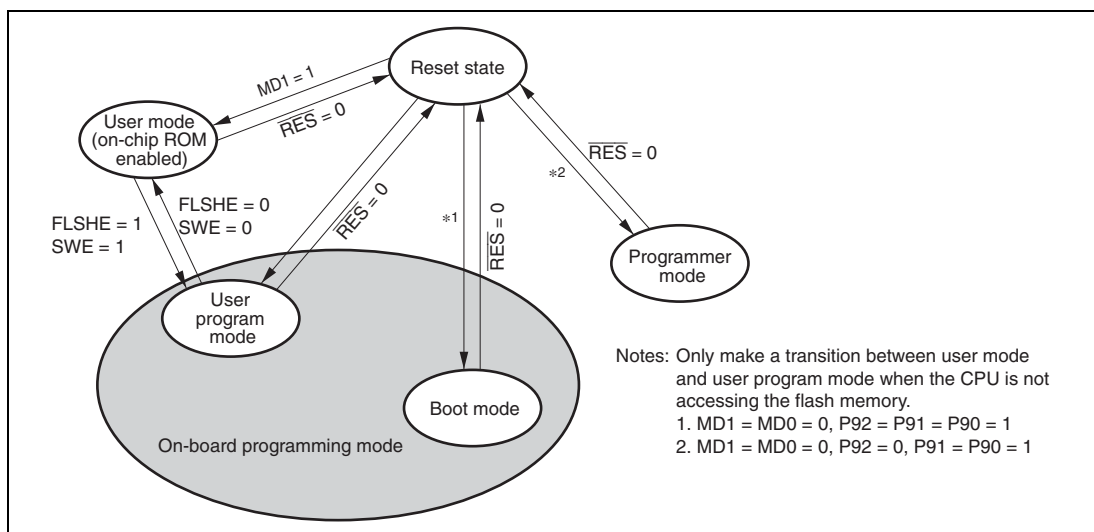 Reset state
MD1 = 1
RES = 0
User mode
(on-chip ROM
enabled)
FLSHE = 1
SWE = 1
FLSHE = 0
SWE = 0
RES = 0
*1
RES = 0
*2
RES = 0
Programmer
mode
User
program
mode
Boot mode
On-board programming mode
Notes: Only make a transition between user mode
and user program mode when the CPU is not
accessing the flash memory.
1. MD1 = MD0 = 0, P92 = P91 = P90 = 1
2. MD1 = MD0 = 0, P92 = 0, P91 = P90 = 1